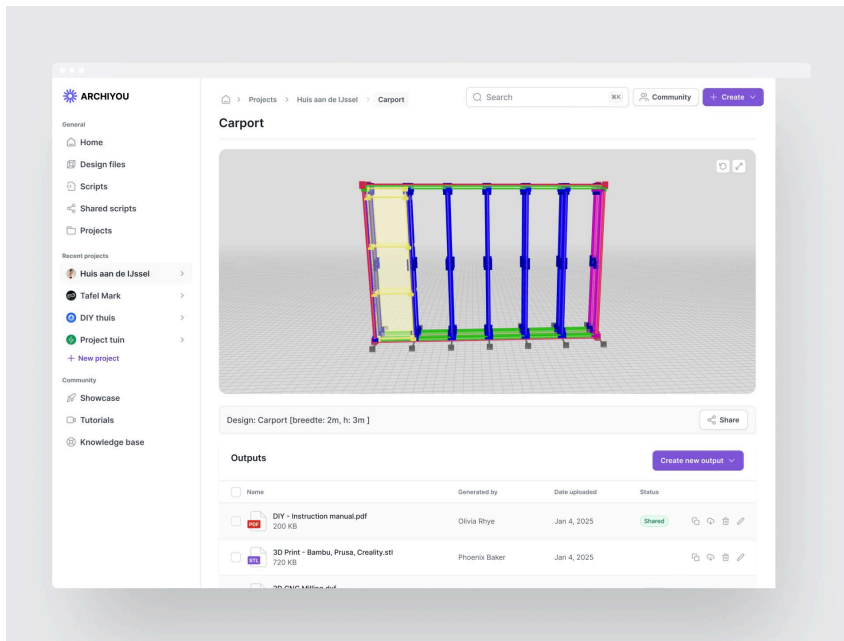 ARCHIYOU
General
Home
Design files
Scripts
Shared scripts
Projects
Recent projects
Huis aan de IJssel
Tafel Mark
DIY thuis
Project tuin
+ New project
Community
Showcase
Tutorials
Knowledge base
> Projects > Huis aan de IJssel > Carport
Search ⌘K
Community
+ Create
Carport
Design: Carport [breedte: 2m, h: 3m ]
Share
Outputs
Create new output
Name Generated by Date uploaded Status
PDF DIY - Instruction manual.pdf
200 KB
Olivia Rhye Jan 4, 2025 Shared
STL 3D Print - Bambu, Prusa, Creality.stl
720 KB
Phoenix Baker Jan 4, 2025